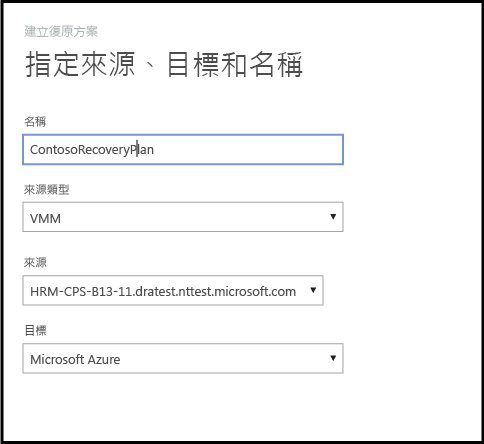 建立復原方案
指定來源、目標和名稱
名稱
ContosoRecoveryPlan
來源類型
VMM
來源
HRM-CPS-B13-11.dratest.nttest.microsoft.com
目標
Microsoft Azure